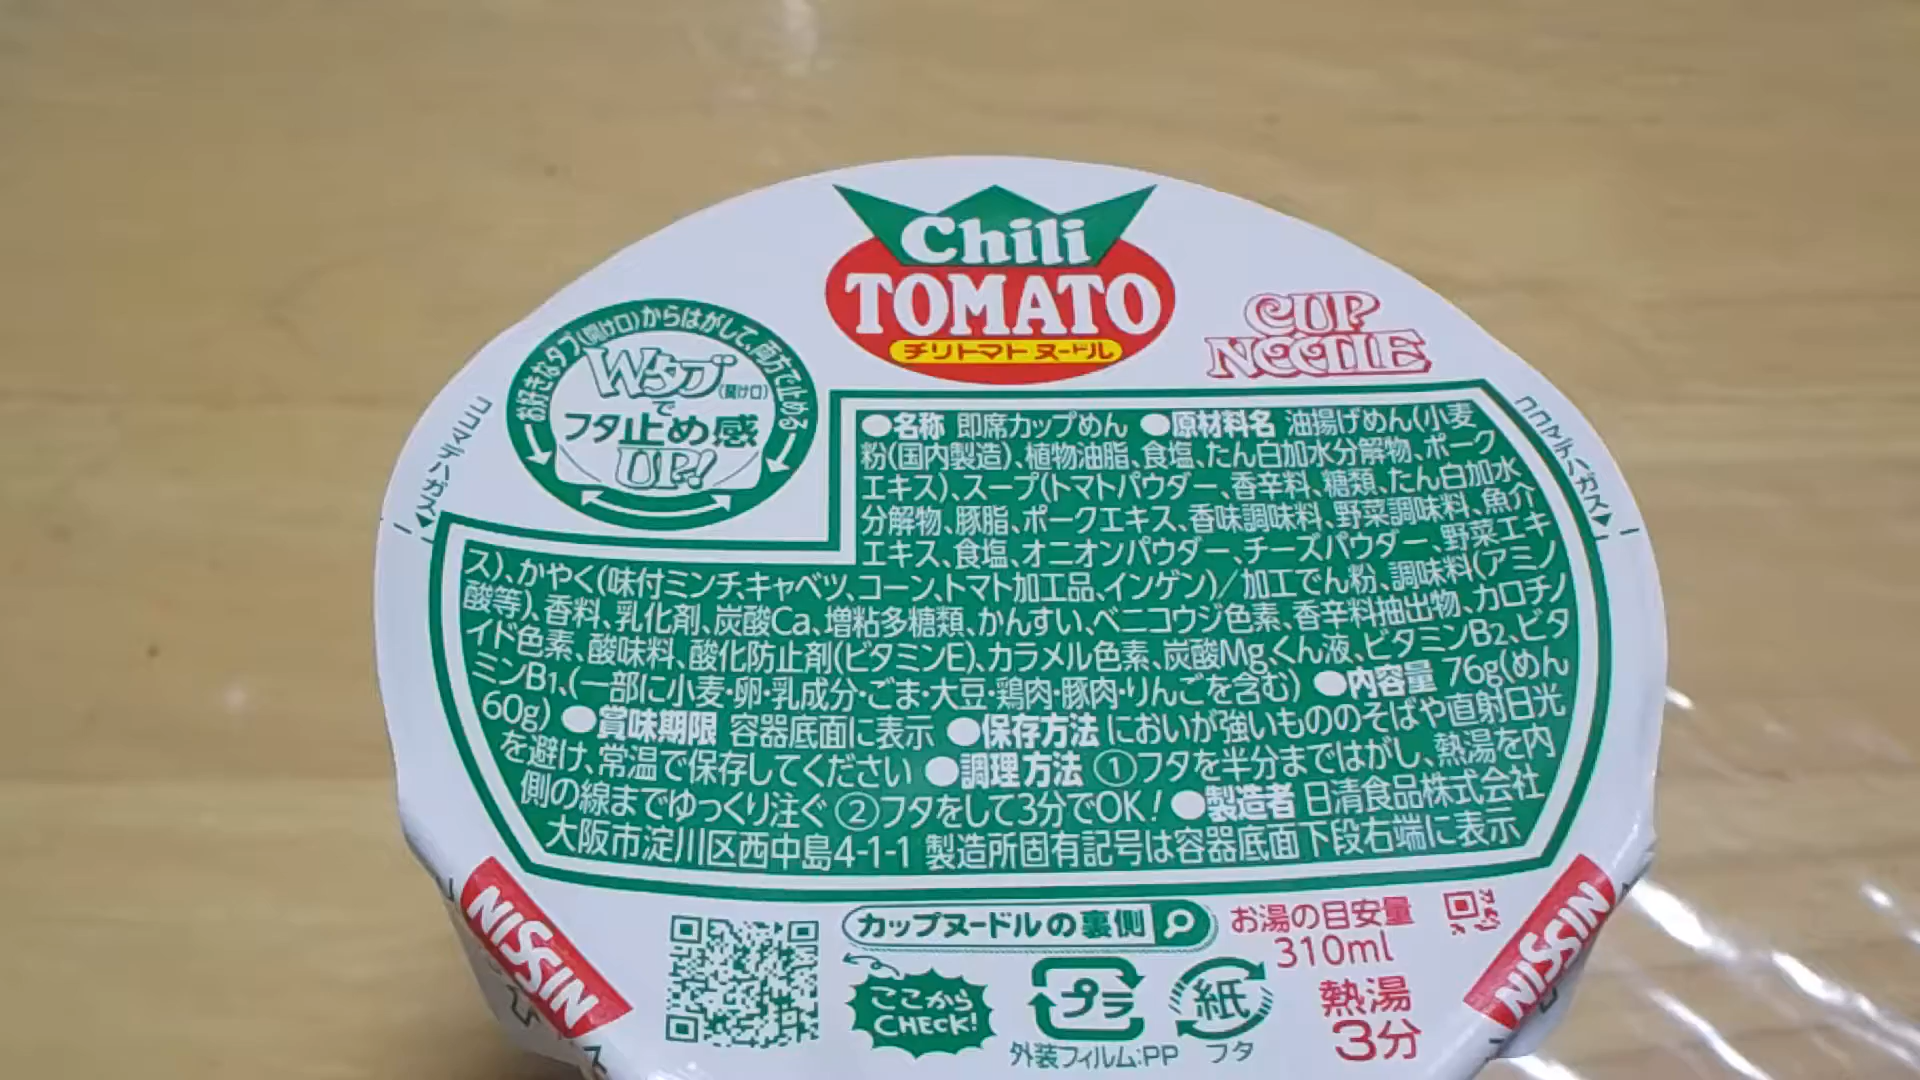 Chili
TOMATO
チリトマト ヌードル
CUP
NOODLE
お好きなタブ(開け口)からはがして、両方で止める
Wタブ(開け口)
で
フタ止め感
UP!
ココマデハガス▼
ココマデハガス▼
●名称 即席カップめん ●原材料名 油揚げめん(小麦
粉(国内製造)、植物油脂、食塩、たん白加水分解物、ポーク
エキス)、スープ(トマトパウダー、香辛料、糖類、たん白加水
分解物、豚脂、ポークエキス、香味調味料、野菜調味料、魚介
エキス、食塩、オニオンパウダー、チーズパウダー、野菜エキ
ス)、かやく(味付ミンチ、キャベツ、コーン、トマト加工品、インゲン)/加工でん粉、調味料(アミノ
酸等)、香料、乳化剤、炭酸Ca、増粘多糖類、かんすい、ベニコウジ色素、香辛料抽出物、カロチノ
イド色素、酸味料、酸化防止剤(ビタミンE)、カラメル色素、炭酸Mg、くん液、ビタミンB2、ビタ
ミンB1、(一部に小麦・卵・乳成分・ごま・大豆・鶏肉・豚肉・りんごを含む) ●内容量 76g(めん
60g) ●賞味期限 容器底面に表示 ●保存方法 においが強いもののそばや直射日光
を避け、常温で保存してください ●調理方法 ①フタを半分まではがし、熱湯を内
側の線までゆっくり注ぐ ②フタをして3分でOK! ●製造者 日清食品株式会社
大阪市淀川区西中島4-1-1 製造所固有記号は容器底面下段右端に表示
NISSIN
カップヌードルの裏側
ここから
CHECK!
プラ
外装フィルム:PP
紙
フタ
お湯の目安量
310ml
熱湯
3分
NISSIN